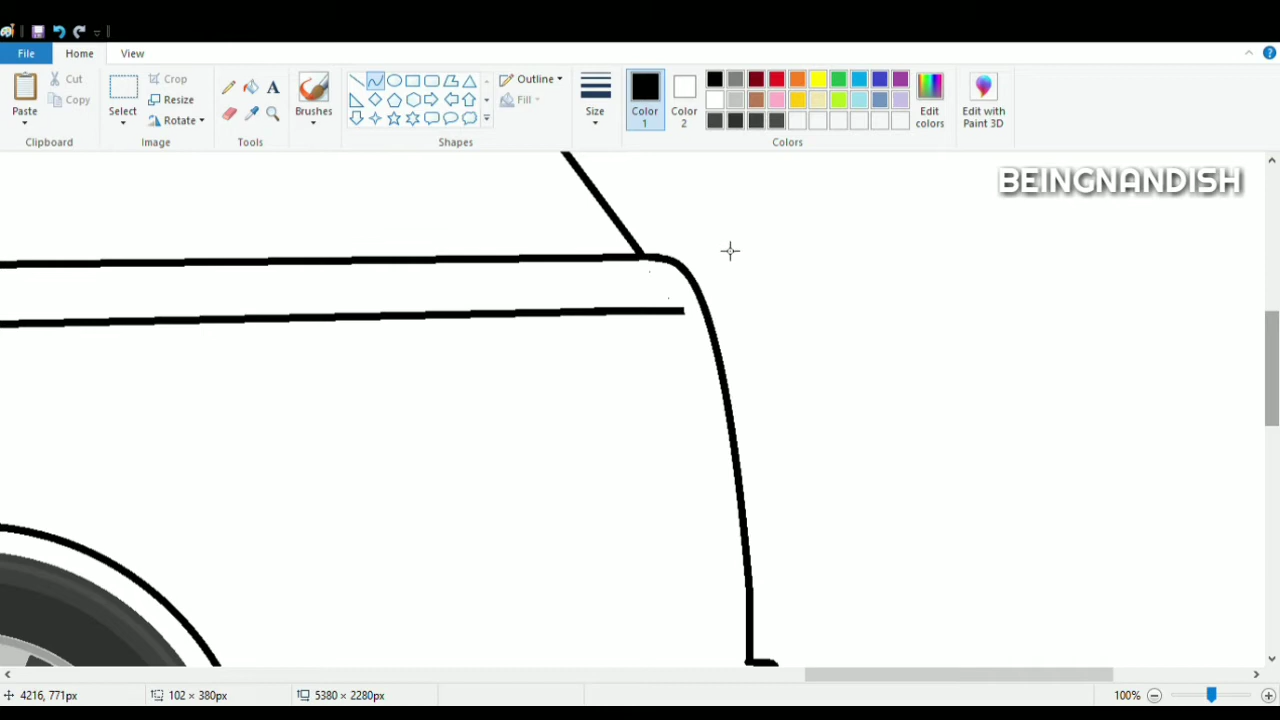 File Home View
Paste Cut Copy Clipboard
Select Crop Resize Rotate Image
Tools
Brushes
Outline Fill Shapes
Size
Color 1
Color 2
Edit colors
Colors
Edit with Paint 3D
BEINGNANDISH
4216, 771px 102 × 380px 5380 × 2280px 100%